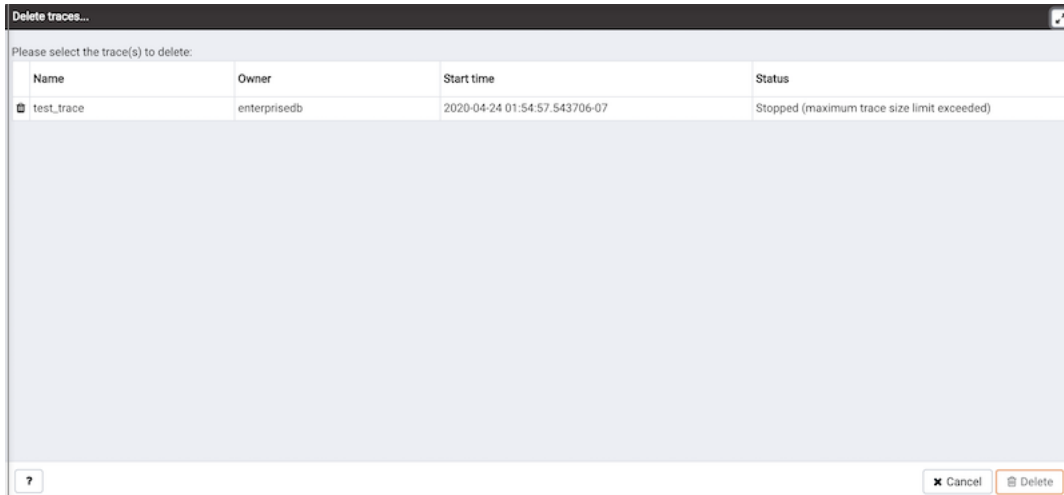 Delete traces...
Please select the trace(s) to delete:
Name Owner Start time Status
test_trace enterprisedb 2020-04-24 01:54:57.543706-07 Stopped (maximum trace size limit exceeded)
? Cancel Delete